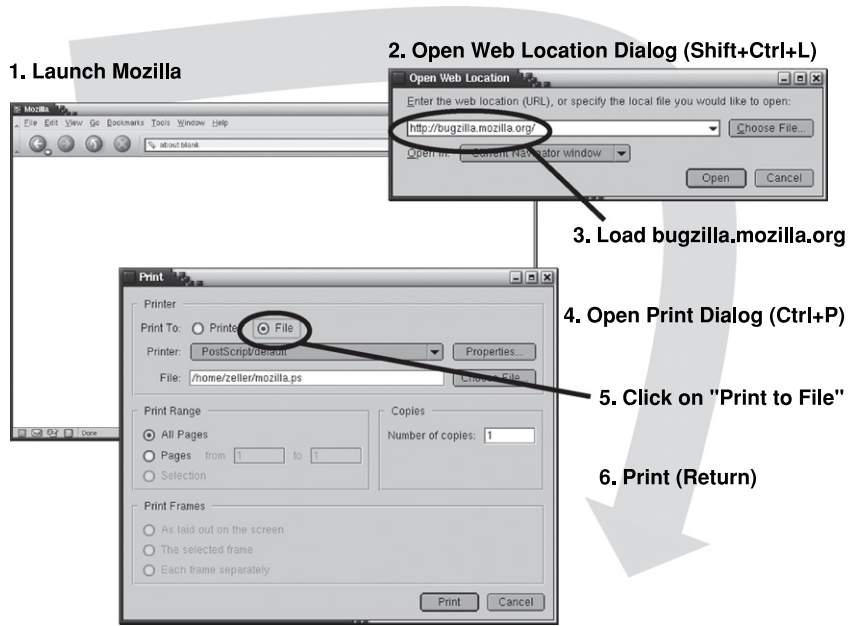 1. Launch Mozilla
2. Open Web Location Dialog (Shift+Ctrl+L)
Mozilla
File Edit View Go Bookmarks Tools Window Help
about:blank
Open Web Location
Enter the web location (URL), or specify the local file you would like to open:
http://bugzilla.mozilla.org/
Choose File...
Open in: Current Navigator window
Open Cancel
3. Load bugzilla.mozilla.org
Print
Printer
Print To: Printer File
Printer: PostScript/default Properties...
File: /home/zeller/mozilla.ps Choose File...
4. Open Print Dialog (Ctrl+P)
5. Click on "Print to File"
Print Range
All Pages
Pages from 1 to 1
Selection
Copies
Number of copies: 1
6. Print (Return)
Print Frames
As laid out on the screen
The selected frame
Each frame separately
Print Cancel
Done